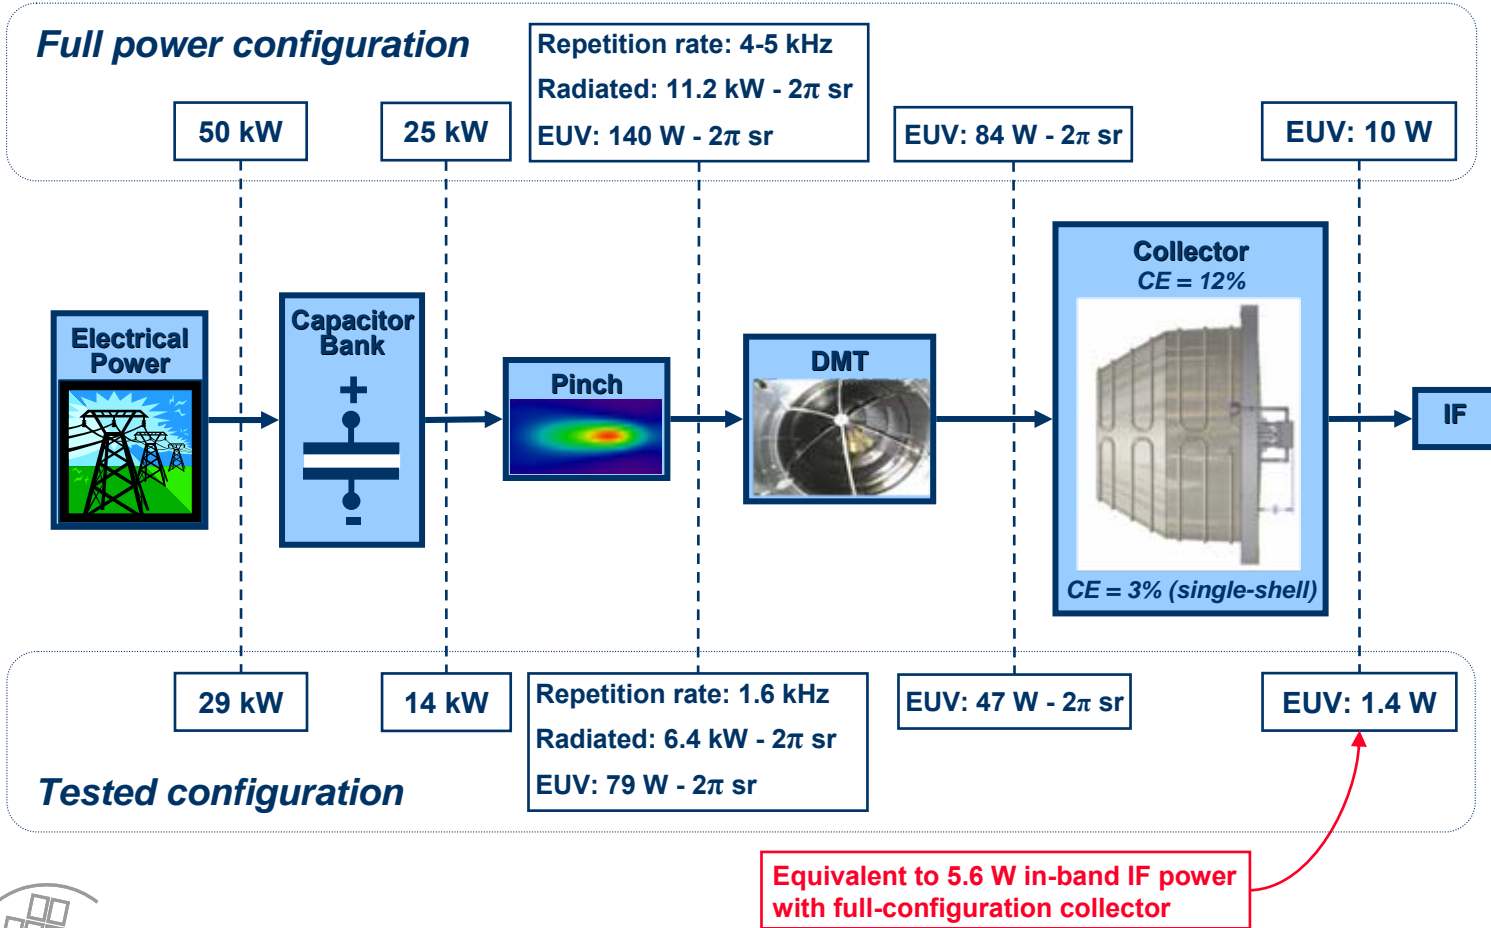 Full power configuration
Repetition rate: 4-5 kHz
Radiated: 11.2 kW - 2π sr
EUV: 140 W - 2π sr
50 kW
25 kW
EUV: 84 W - 2π sr
EUV: 10 W
Electrical
Power
Capacitor
Bank
+
-
Pinch
DMT
Collector
CE = 12%
CE = 3% (single-shell)
IF
29 kW
14 kW
Repetition rate: 1.6 kHz
Radiated: 6.4 kW - 2π sr
EUV: 79 W - 2π sr
EUV: 47 W - 2π sr
EUV: 1.4 W
Tested configuration
Equivalent to 5.6 W in-band IF power
with full-configuration collector